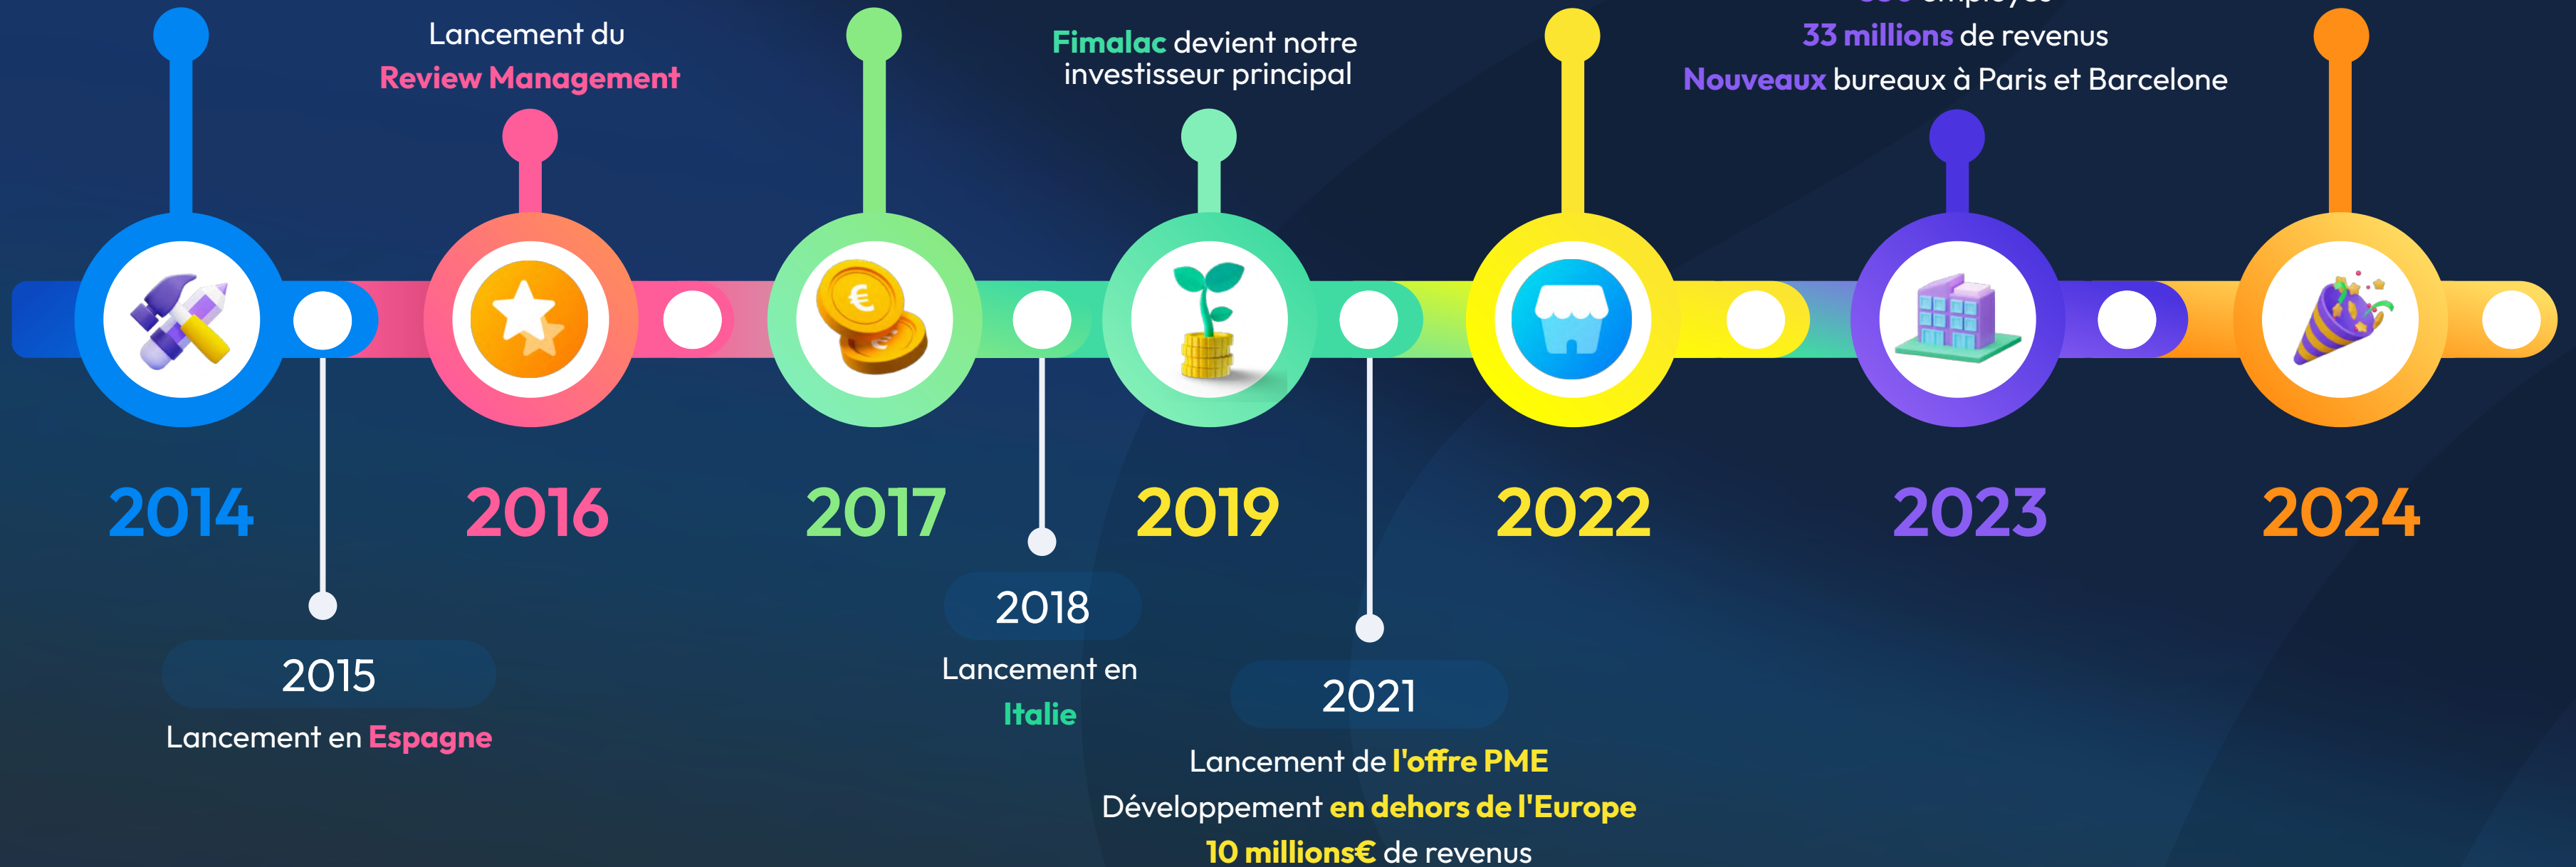 employés
33 millions de revenus
Nouveaux bureaux à Paris et Barcelone
Lancement du
Review Management
Fimalac devient notre
investisseur principal
2014
2016
2017
2019
2022
2023
2024
2015
Lancement en Espagne
2018
Lancement en
Italie
2021
Lancement de l'offre PME
Développement en dehors de l'Europe
10 millions€ de revenus